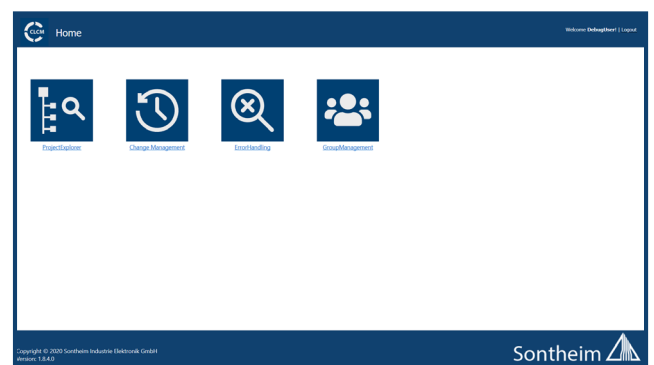 CLCM
Home
Welcome DebugUser! | Logout
ProjectExplorer
Change Management
ErrorHandling
GroupManagement
Copyright © 2020 Sontheim Industrie Elektronik GmbH
Version: 1.8.4.0
Sontheim